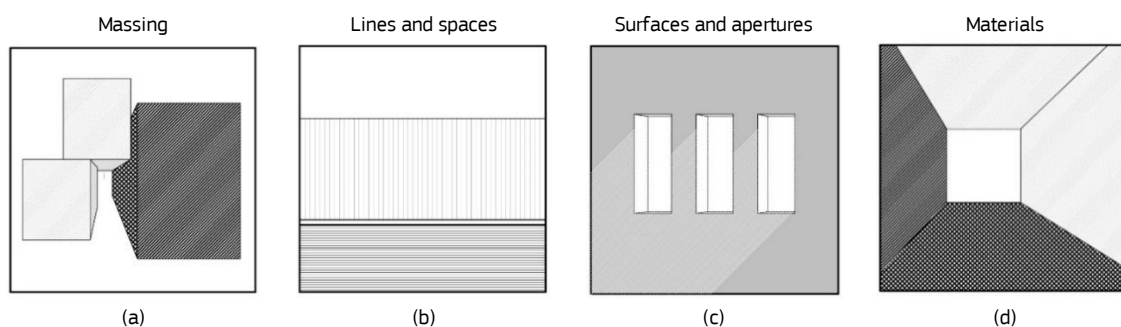 Massing
Lines and spaces
Surfaces and apertures
Materials
(a)
(b)
(c)
(d)